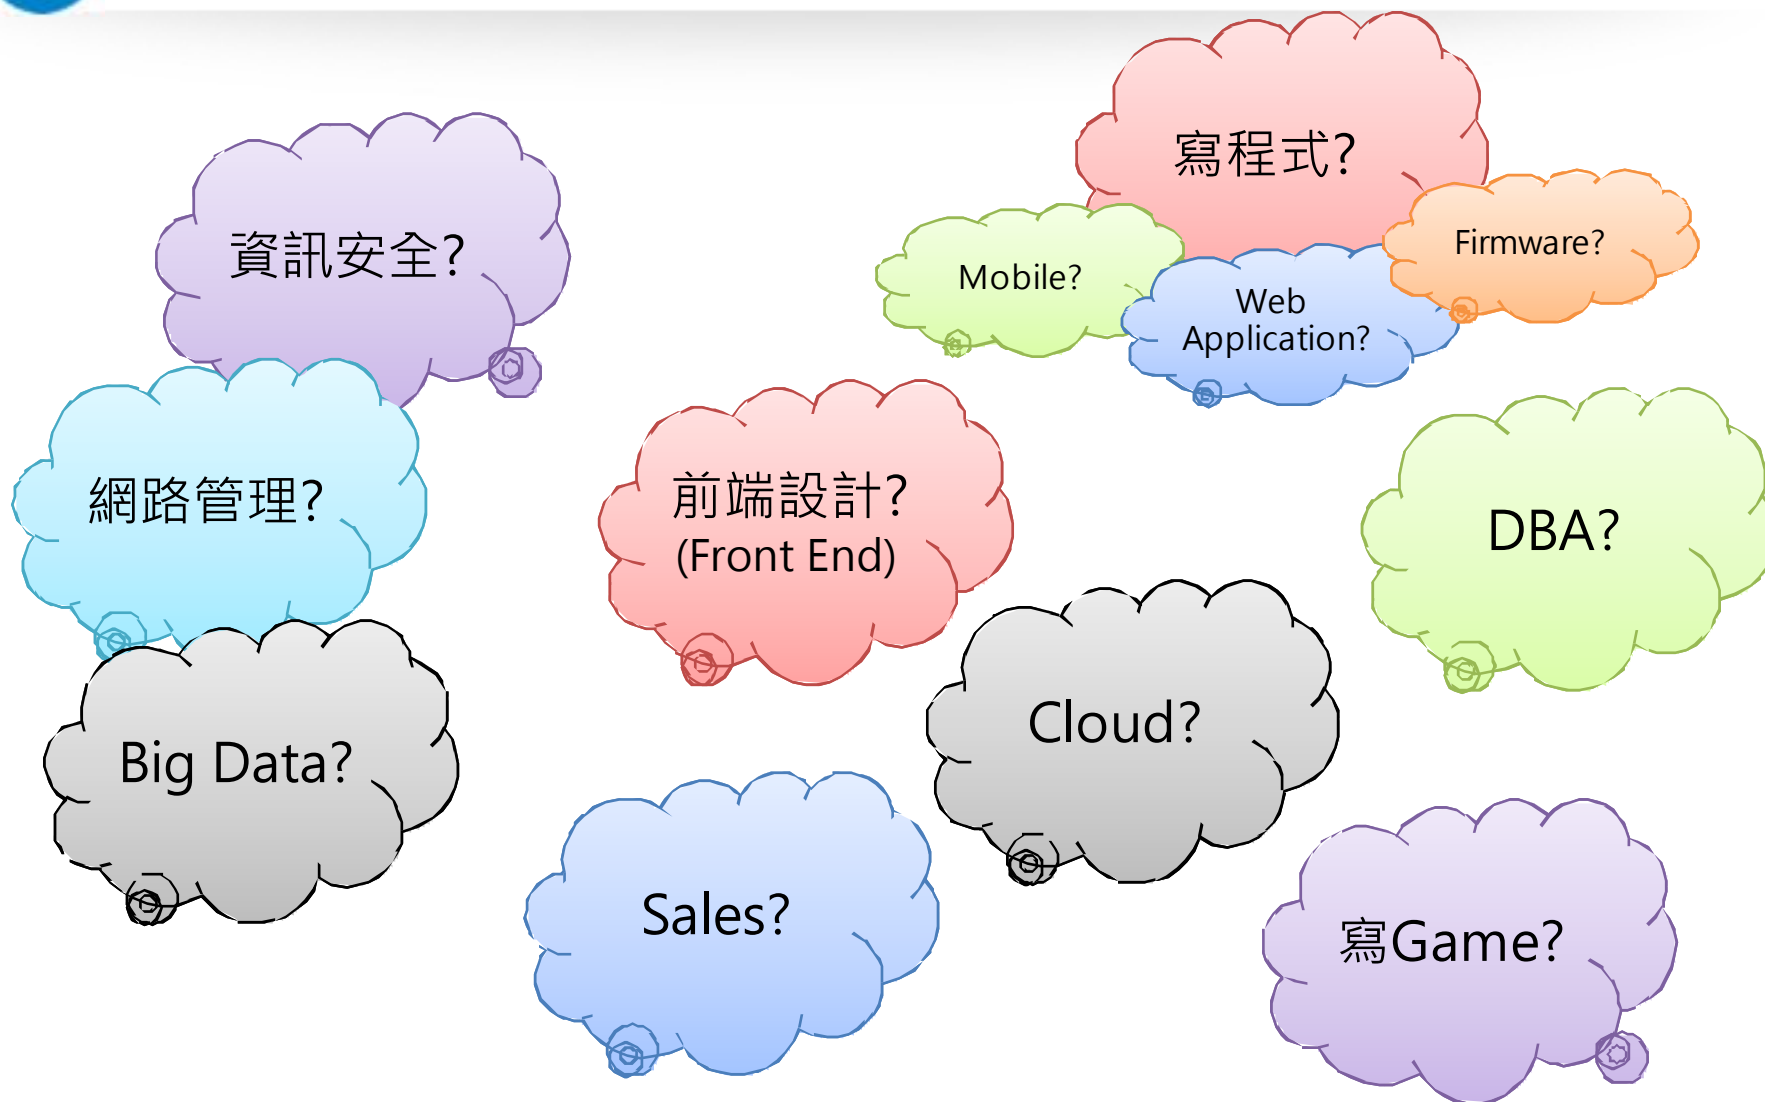 寫程式?
資訊安全?
Firmware?
Mobile?
Web
Application?
網路管理?
前端設計?
(Front End)
DBA?
Big Data?
Cloud?
Sales?
寫Game?